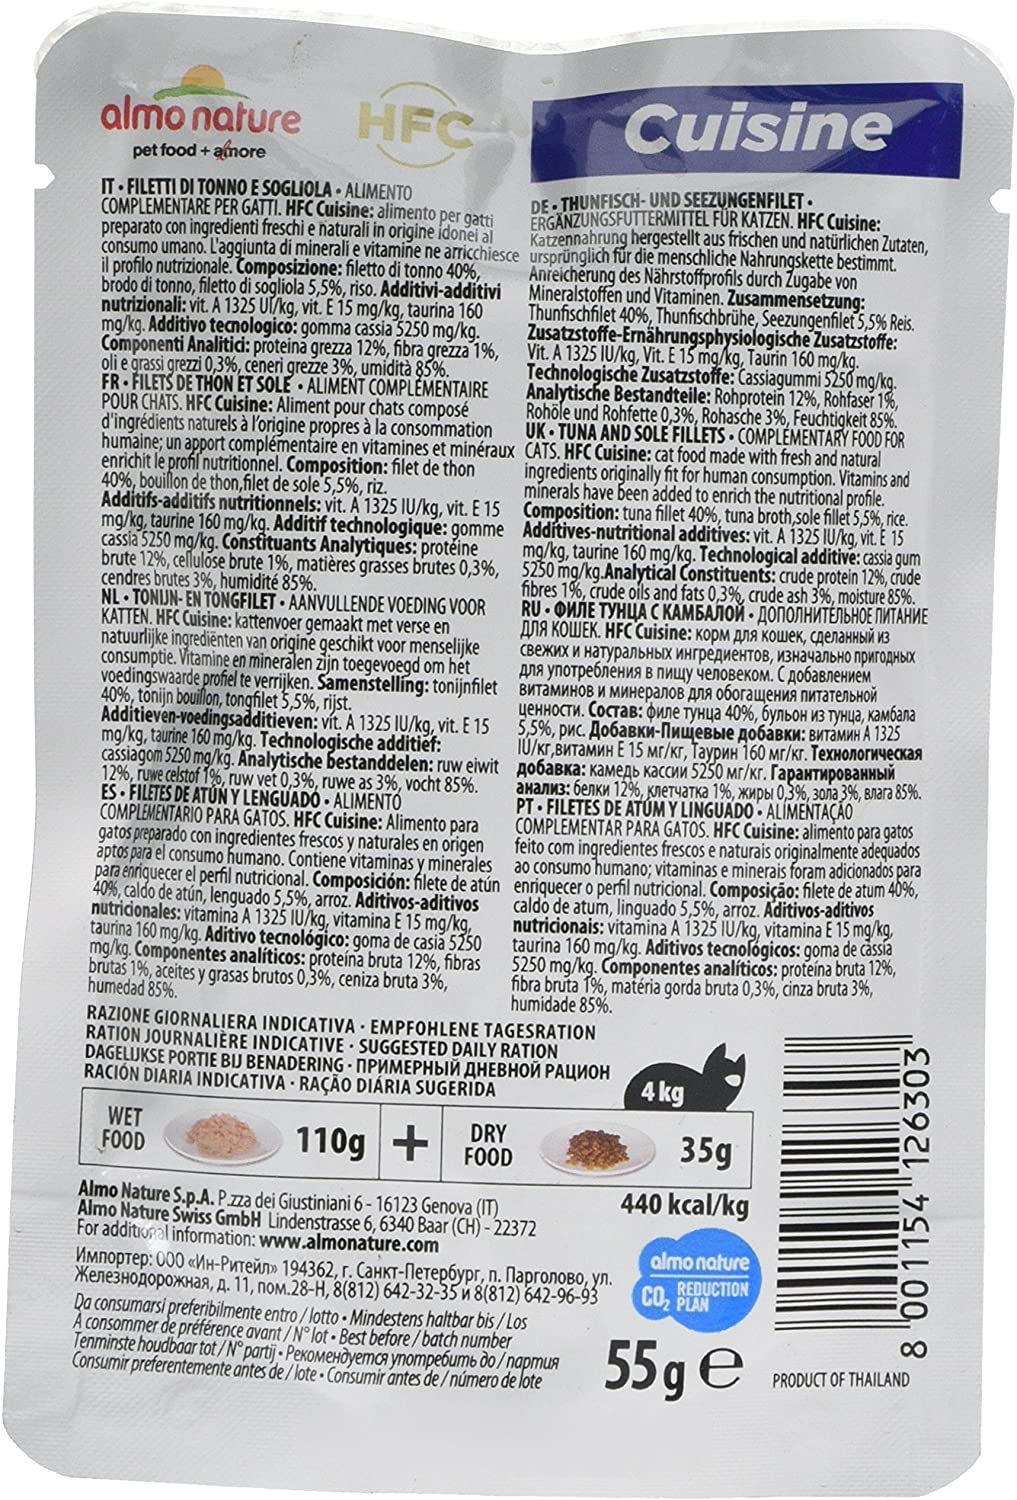 almo nature
pet food + amore
HFC
Cuisine
IT • FILETTI DI TONNO E SOGLIOLA • ALIMENTO
COMPLEMENTARE PER GATTI. HFC Cuisine: alimento per gatti
preparato con ingredienti freschi e naturali in origine idonei al
consumo umano. L'aggiunta di minerali e vitamine ne arricchiesce
il profilo nutrizionale. Composizione: filetto di tonno 40%,
brodo di tonno, filetto di sogliola 5,5%, riso. Additivi-additivi
nutrizionali: vit. A 1325 UI/kg, vit. E 15 mg/kg, taurina 160
mg/kg. Additivo tecnologico: gomma cassia 5250 mg/kg.
Componenti Analitici: proteina grezza 12%, fibra grezza 1%,
oli e grassi grezzi 0,3%, ceneri grezze 3%, umidità 85%.
FR • FILETS DE THON ET SOLE • ALIMENT COMPLÉMENTAIRE
POUR CHATS. HFC Cuisine: Aliment pour chats composé
d'ingrédients naturels à l'origine propres à la consommation
humaine; un apport complémentaire en vitamines et minéraux
enrichit le profil nutritionnel. Composition: filet de thon
40%, bouillon de thon,filet de sole 5,5%, riz.
Additifs-additifs nutritionnels: vit. A 1325 IU/kg, vit. E 15
mg/kg, taurine 160 mg/kg. Additif technologique: gomme
cassia 5250 mg/kg. Constituants Analytiques: protéine
brute 12%, cellulose brute 1%, matières grasses brutes 0,3%,
cendres brutes 3%, humidité 85%.
NL • TONIJN- EN TONGFILET • AANVULLENDE VOEDING VOOR
KATTEN. HFC Cuisine: kattenvoer gemaakt met verse en
natuurlijke ingrediënten van origine geschikt voor menselijke
consumptie. Vitamine en mineralen zijn toegevoegd om het
voedingswaarde profiel te verrijken. Samenstelling: tonijnfilet
40%, tonijn bouillon, tongfilet 5,5%, rijst.
Additieven-voedingsadditieven: vit. A 1325 IU/kg, vit. E 15
mg/kg, taurine 160 mg/kg. Technologische additief:
cassiagom 5250 mg/kg. Analytische bestanddelen: ruw eiwit
12%, ruwe celstof 1%, ruw vet 0,3%, ruwe as 3%, vocht 85%.
ES • FILETES DE ATÚN Y LENGUADO • ALIMENTO
COMPLEMENTARIO PARA GATOS. HFC Cuisine: Alimento para
gatos preparado con ingredientes frescos y naturales en origen
aptos para el consumo humano. Contiene vitaminas y minerales
para enriquecer el perfil nutricional. Composición: filete de atún
40%, caldo de atún, lenguado 5,5%, arroz. Aditivos-aditivos
nutricionales: vitamina A 1325 IU/kg, vitamina E 15 mg/kg,
taurina 160 mg/kg. Aditivo tecnológico: goma de casia 5250
mg/kg. Componentes analíticos: proteína bruta 12%, fibras
brutas 1%, aceites y grasas brutos 0,3%, ceniza bruta 3%,
humedad 85%.
DE • THUNFISCH- UND SEEZUNGENFILET •
ERGÄNZUNGSFUTTERMITTEL FÜR KATZEN. HFC Cuisine:
Katzennahrung hergestellt aus frischen und natürlichen Zutaten,
ursprünglich für die menschliche Nahrungskette bestimmt.
Anreicherung des Nährstoffprofils durch Zugabe von
Mineralstoffen und Vitaminen. Zusammensetzung:
Thunfischfilet 40%, Thunfischbrühe, Seezungenfilet 5,5% Reis.
Zusatzstoffe-Ernährungsphysiologische Zusatzstoffe:
Vit. A 1325 IU/kg, Vit. E 15 mg/kg, Taurin 160 mg/kg.
Technologische Zusatzstoffe: Cassiagummi 5250 mg/kg.
Analytische Bestandteile: Rohprotein 12%, Rohfaser 1%,
Rohöle und Rohfette 0,3%, Rohasche 3%, Feuchtigkeit 85%.
UK • TUNA AND SOLE FILLETS • COMPLEMENTARY FOOD FOR
CATS. HFC Cuisine: cat food made with fresh and natural
ingredients originally fit for human consumption. Vitamins and
minerals have been added to enrich the nutritional profile.
Composition: tuna fillet 40%, tuna broth,sole fillet 5,5%, rice.
Additives-nutritional additives: vit. A 1325 IU/kg, vit. E 15
mg/kg, taurine 160 mg/kg. Technological additive: cassia gum
5250 mg/kg.Analytical Constituents: crude protein 12%, crude
fibres 1%, crude oils and fats 0,3%, crude ash 3%, moisture 85%.
RU • ФИЛЕ ТУНЦА С КАМБАЛОЙ • ДОПОЛНИТЕЛЬНОЕ ПИТАНИЕ
ДЛЯ КОШЕК. HFC Cuisine: корм для кошек, сделанный из
свежих и натуральных ингредиентов, изначально пригодных
для употребления в пищу человеком. С добавлением
витаминов и минералов для обогащения питательной
ценности. Состав: филе тунца 40%, бульон из тунца, камбала
5,5%, рис. Добавки-Пищевые добавки: витамин А 1325
IU/кг,витамин Е 15 мг/кг, Таурин 160 мг/кг. Технологическая
добавка: камедь кассии 5250 мг/кг. Гарантированный
анализ: белки 12%, клетчатка 1%, жиры 0,3%, зола 3%, влага 85%.
PT • FILETES DE ATUM Y LINGUADO • ALIMENTAÇÃO
COMPLEMENTAR PARA GATOS. HFC Cuisine: alimento para gatos
feito com ingredientes frescos e naturais originalmente adequados
ao consumo humano; vitaminas e minerais foram adicionados para
enriquecer o perfil nutricional. Composição: filete de atum 40%,
caldo de atum, linguado 5,5%, arroz. Aditivos-aditivos
nutricionais: vitamina A 1325 IU/kg, vitamina E 15 mg/kg,
taurina 160 mg/kg. Aditivos tecnológicos: goma de cássia
5250 mg/kg. Componentes analíticos: proteína bruta 12%,
fibra bruta 1%, matéria gorda bruta 0,3%, cinza bruta 3%,
humidade 85%.
RAZIONE GIORNALIERA INDICATIVA • EMPFOHLENE TAGESRATION
RATION JOURNALIÈRE INDICATIVE • SUGGESTED DAILY RATION
DAGELIJKSE PORTIE BIJ BENADERING • ПРИМЕРНЫЙ ДНЕВНОЙ РАЦИОН
RACIÓN DIARIA INDICATIVA • RAÇÃO DIÁRIA SUGERIDA
4 kg
WET FOOD 110g + DRY FOOD 35g
440 kcal/kg
Almo Nature S.p.A. P.zza dei Giustiniani 6 - 16123 Genova (IT)
Almo Nature Swiss GmbH Lindenstrasse 6, 6340 Baar (CH) - 22372
For additional information: www.almonature.com
Импортер: ООО «Ин-Ритейл» 194362, г. Санкт-Петербург, п. Парголово, ул.
Железнодорожная, д. 11, пом.28-Н, 8(812) 642-32-35 и 8(812) 642-96-93
Da consumarsi preferibilmente entro / lotto • Mindestens haltbar bis / Los
A consommer de préférence avant / N° lot • Best before / batch number
Tenminste houdbaar tot / N° partij • Рекомендуется употребить до / партия
Consumir preferentemente antes de / lote • Consumir antes de / número de lote
almo nature
CO₂ REDUCTION PLAN
55g e
8 001154 126303
PRODUCT OF THAILAND